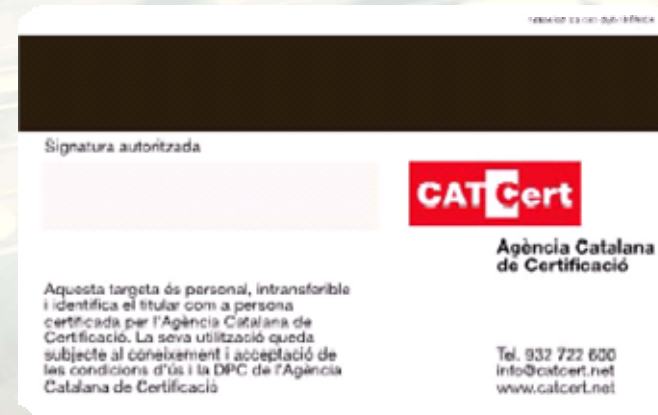 Signatura autoritzada
CATCert
Agència Catalana
de Certificació
Aquesta targeta és personal, intransferible
i identifica el titular com a persona
certificada per l'Agència Catalana de
Certificació. La seva utilització queda
subjecte al coneixement i acceptació de
les condicions d'ús i la DPC de l'Agència
Catalana de Certificació
Tel. 932 722 600
info@catcert.net
www.catcert.net